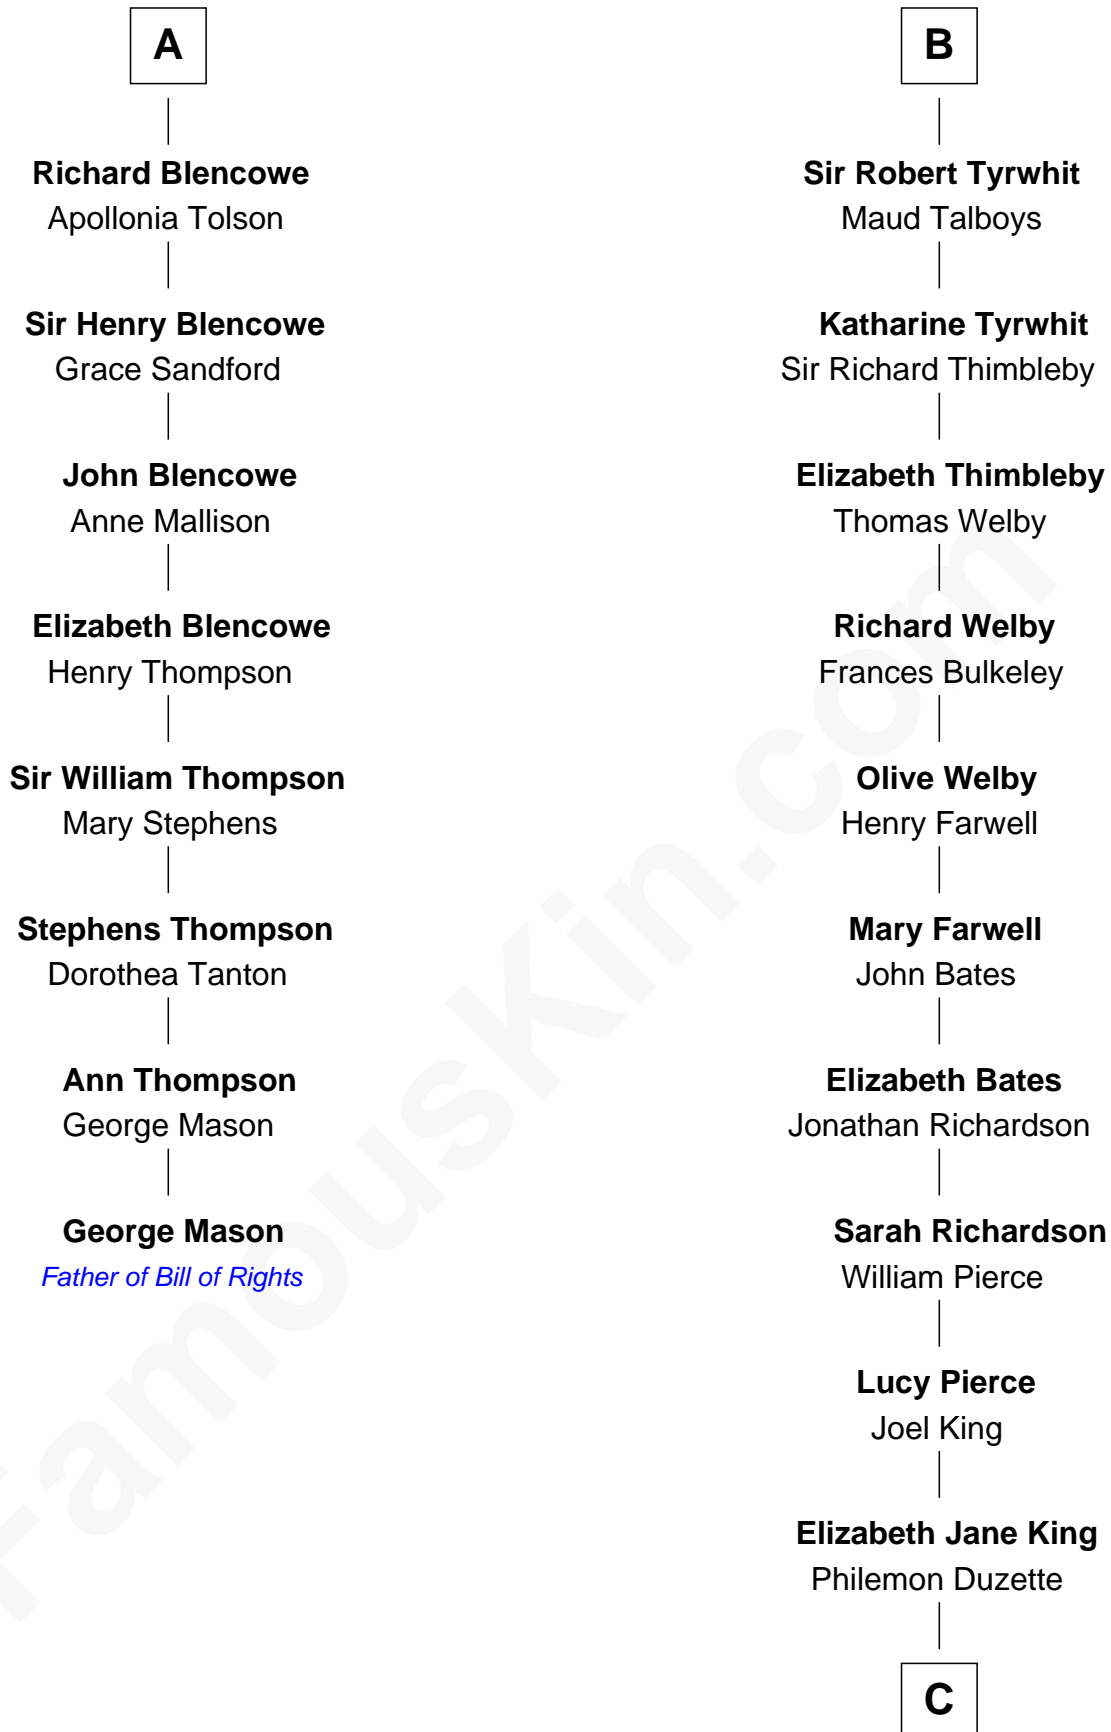 A
Richard Blencowe
Apollonia Tolson
Sir Henry Blencowe
Grace Sandford
John Blencowe
Anne Mallison
Elizabeth Blencowe
Henry Thompson
Sir William Thompson
Mary Stephens
Stephens Thompson
Dorothea Tanton
Ann Thompson
George Mason
George Mason
Father of Bill of Rights
B
Sir Robert Tyrwhit
Maud Talboys
Katharine Tyrwhit
Sir Richard Thimbleby
Elizabeth Thimbleby
Thomas Welby
Richard Welby
Frances Bulkeley
Olive Welby
Henry Farwell
Mary Farwell
John Bates
Elizabeth Bates
Jonathan Richardson
Sarah Richardson
William Pierce
Lucy Pierce
Joel King
Elizabeth Jane King
Philemon Duzette
C
FamousKin.com